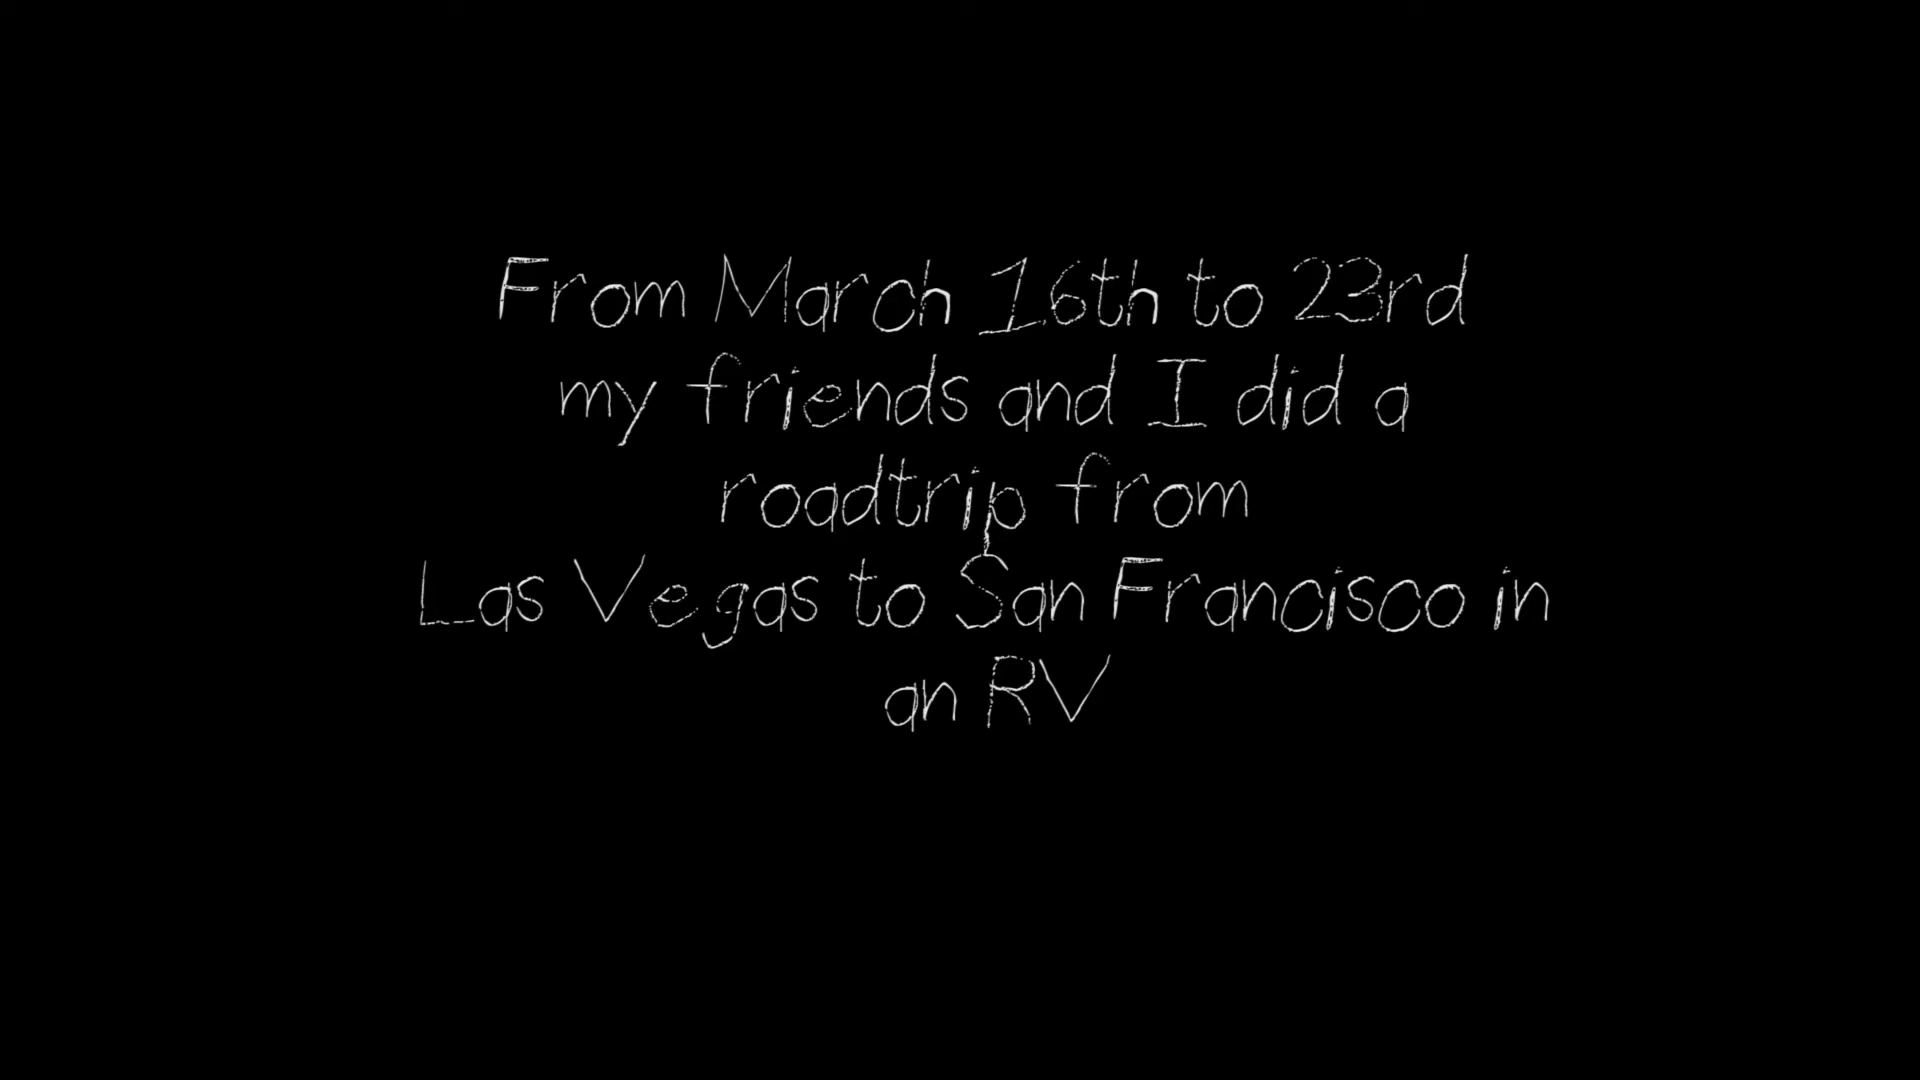 From March 16th to 23rd
my friends and I did a
roadtrip from
Las Vegas to San Francisco in
an RV